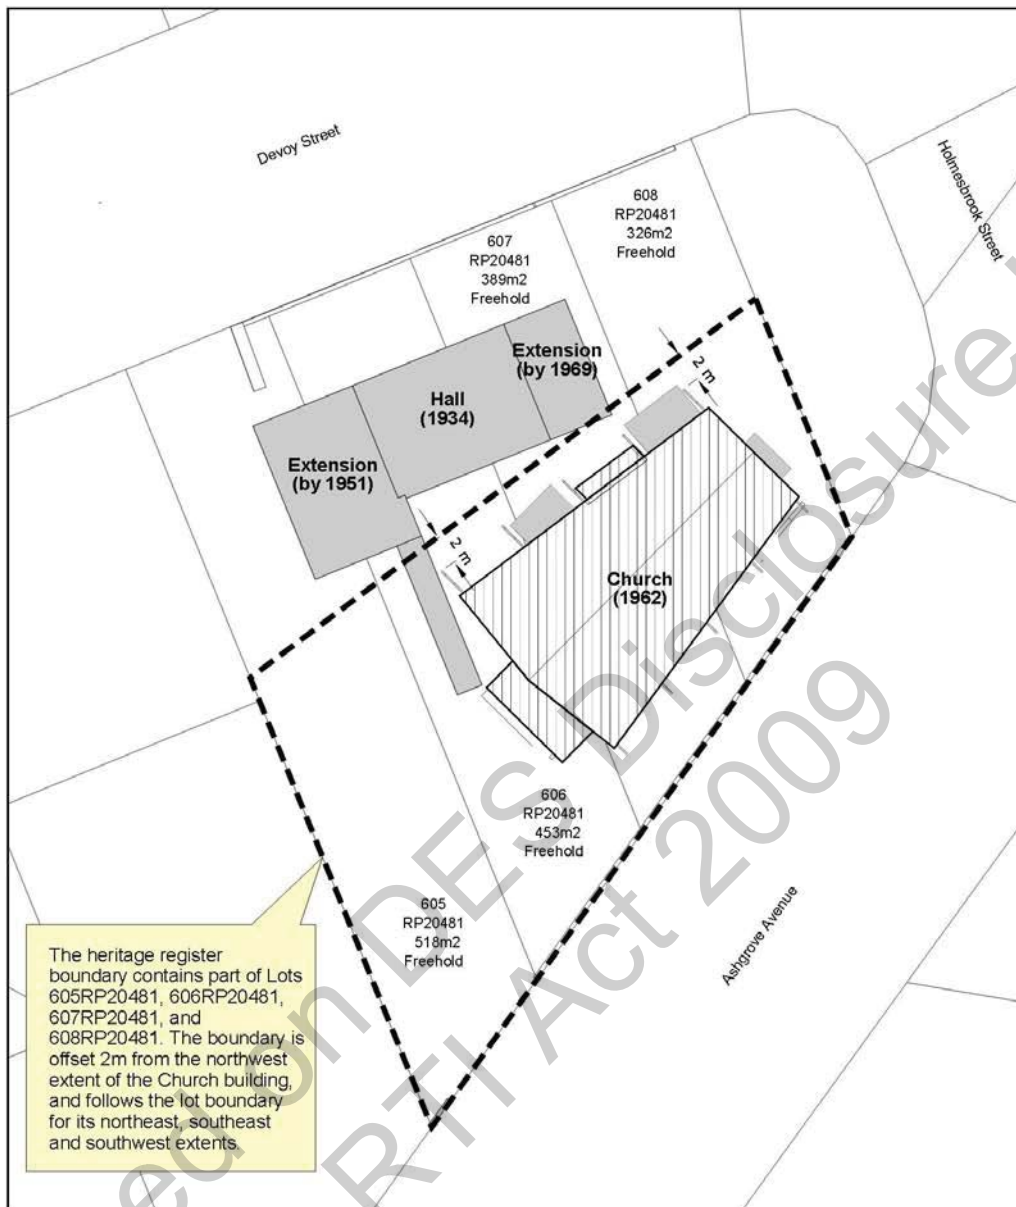 Devoy Street
Holmesbrook Street
608
RP20481
326m2
Freehold
607
RP20481
389m2
Freehold
Extension
(by 1969)
Hall
(1934)
2 m
Extension
(by 1951)
2 m
Church
(1962)
606
RP20481
453m2
Freehold
605
RP20481
518m2
Freehold
Ashgrove Avenue
The heritage register
boundary contains part of Lots
605RP20481, 606RP20481,
607RP20481, and
608RP20481. The boundary is
offset 2m from the northwest
extent of the Church building,
and follows the lot boundary
for its northeast, southeast
and southwest extents.
ed on DES Disclosure
RTI Act 2009